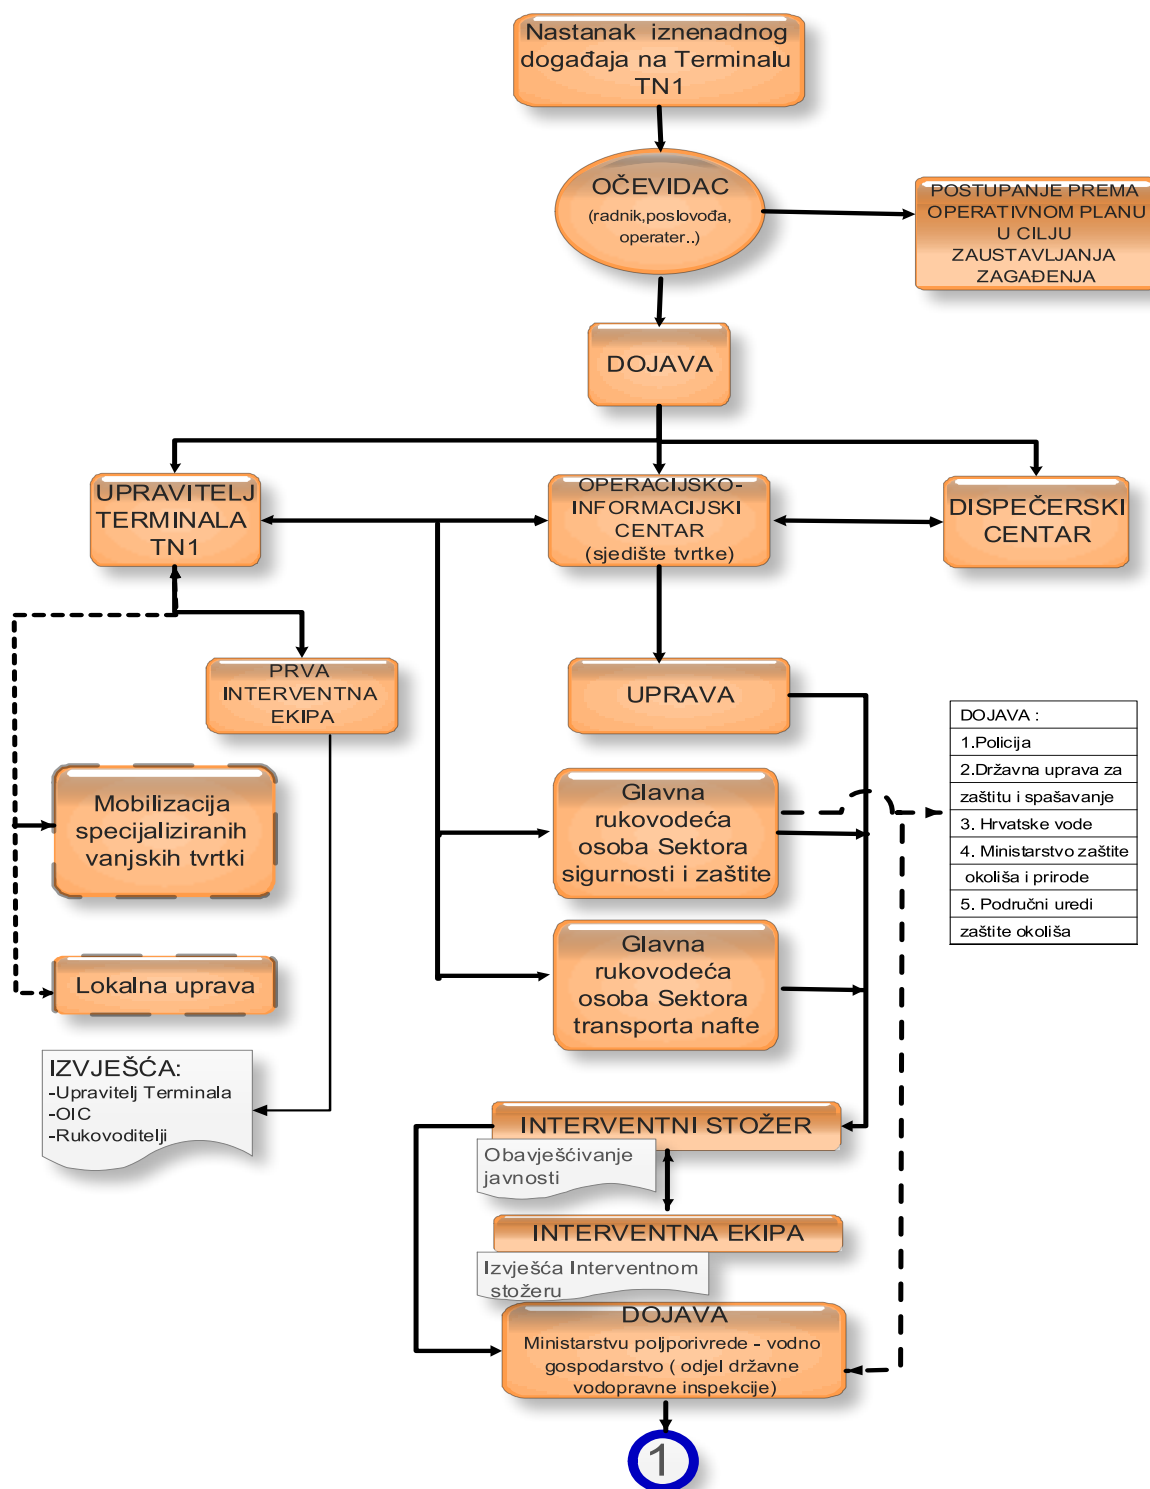 Nastanak iznenadnog
događaja na Terminalu
TN1
OČEVIDAC
(radnik,poslovođa,
operater..)
POSTUPANJE PREMA
OPERATIVNOM PLANU
U CILJU
ZAUSTAVLJANJA
ZAGAĐENJA
DOJAVA
UPRAVITELJ
TERMINALA
TN1
OPERACIJSKO-
INFORMACIJSKI
CENTAR
(sjedište tvrtke)
DISPEČERSKI
CENTAR
PRVA
INTERVENTNA
EKIPA
UPRAVA
DOJAVA :
1.Policija
2.Državna uprava za
zaštitu i spašavanje
3. Hrvatske vode
4. Ministarstvo zaštite
okoliša i prirode
5. Područni uredi
zaštite okoliša
Mobilizacija
specijaliziranih
vanjskih tvrtki
Glavna
rukovodeća
osoba Sektora
sigurnosti i zaštite
Lokalna uprava
Glavna
rukovodeća
osoba Sektora
transporta nafte
IZVJEŠĆA:
-Upravitelj Terminala
-OIC
-Rukovoditelji
INTERVENTNI STOŽER
Obavješćivanje
javnosti
INTERVENTNA EKIPA
Izvješća Interventnom
stožeru
DOJAVA
Ministarstvu poljporivrede - vodno
gospodarstvo ( odjel državne
vodopravne inspekcije)
1